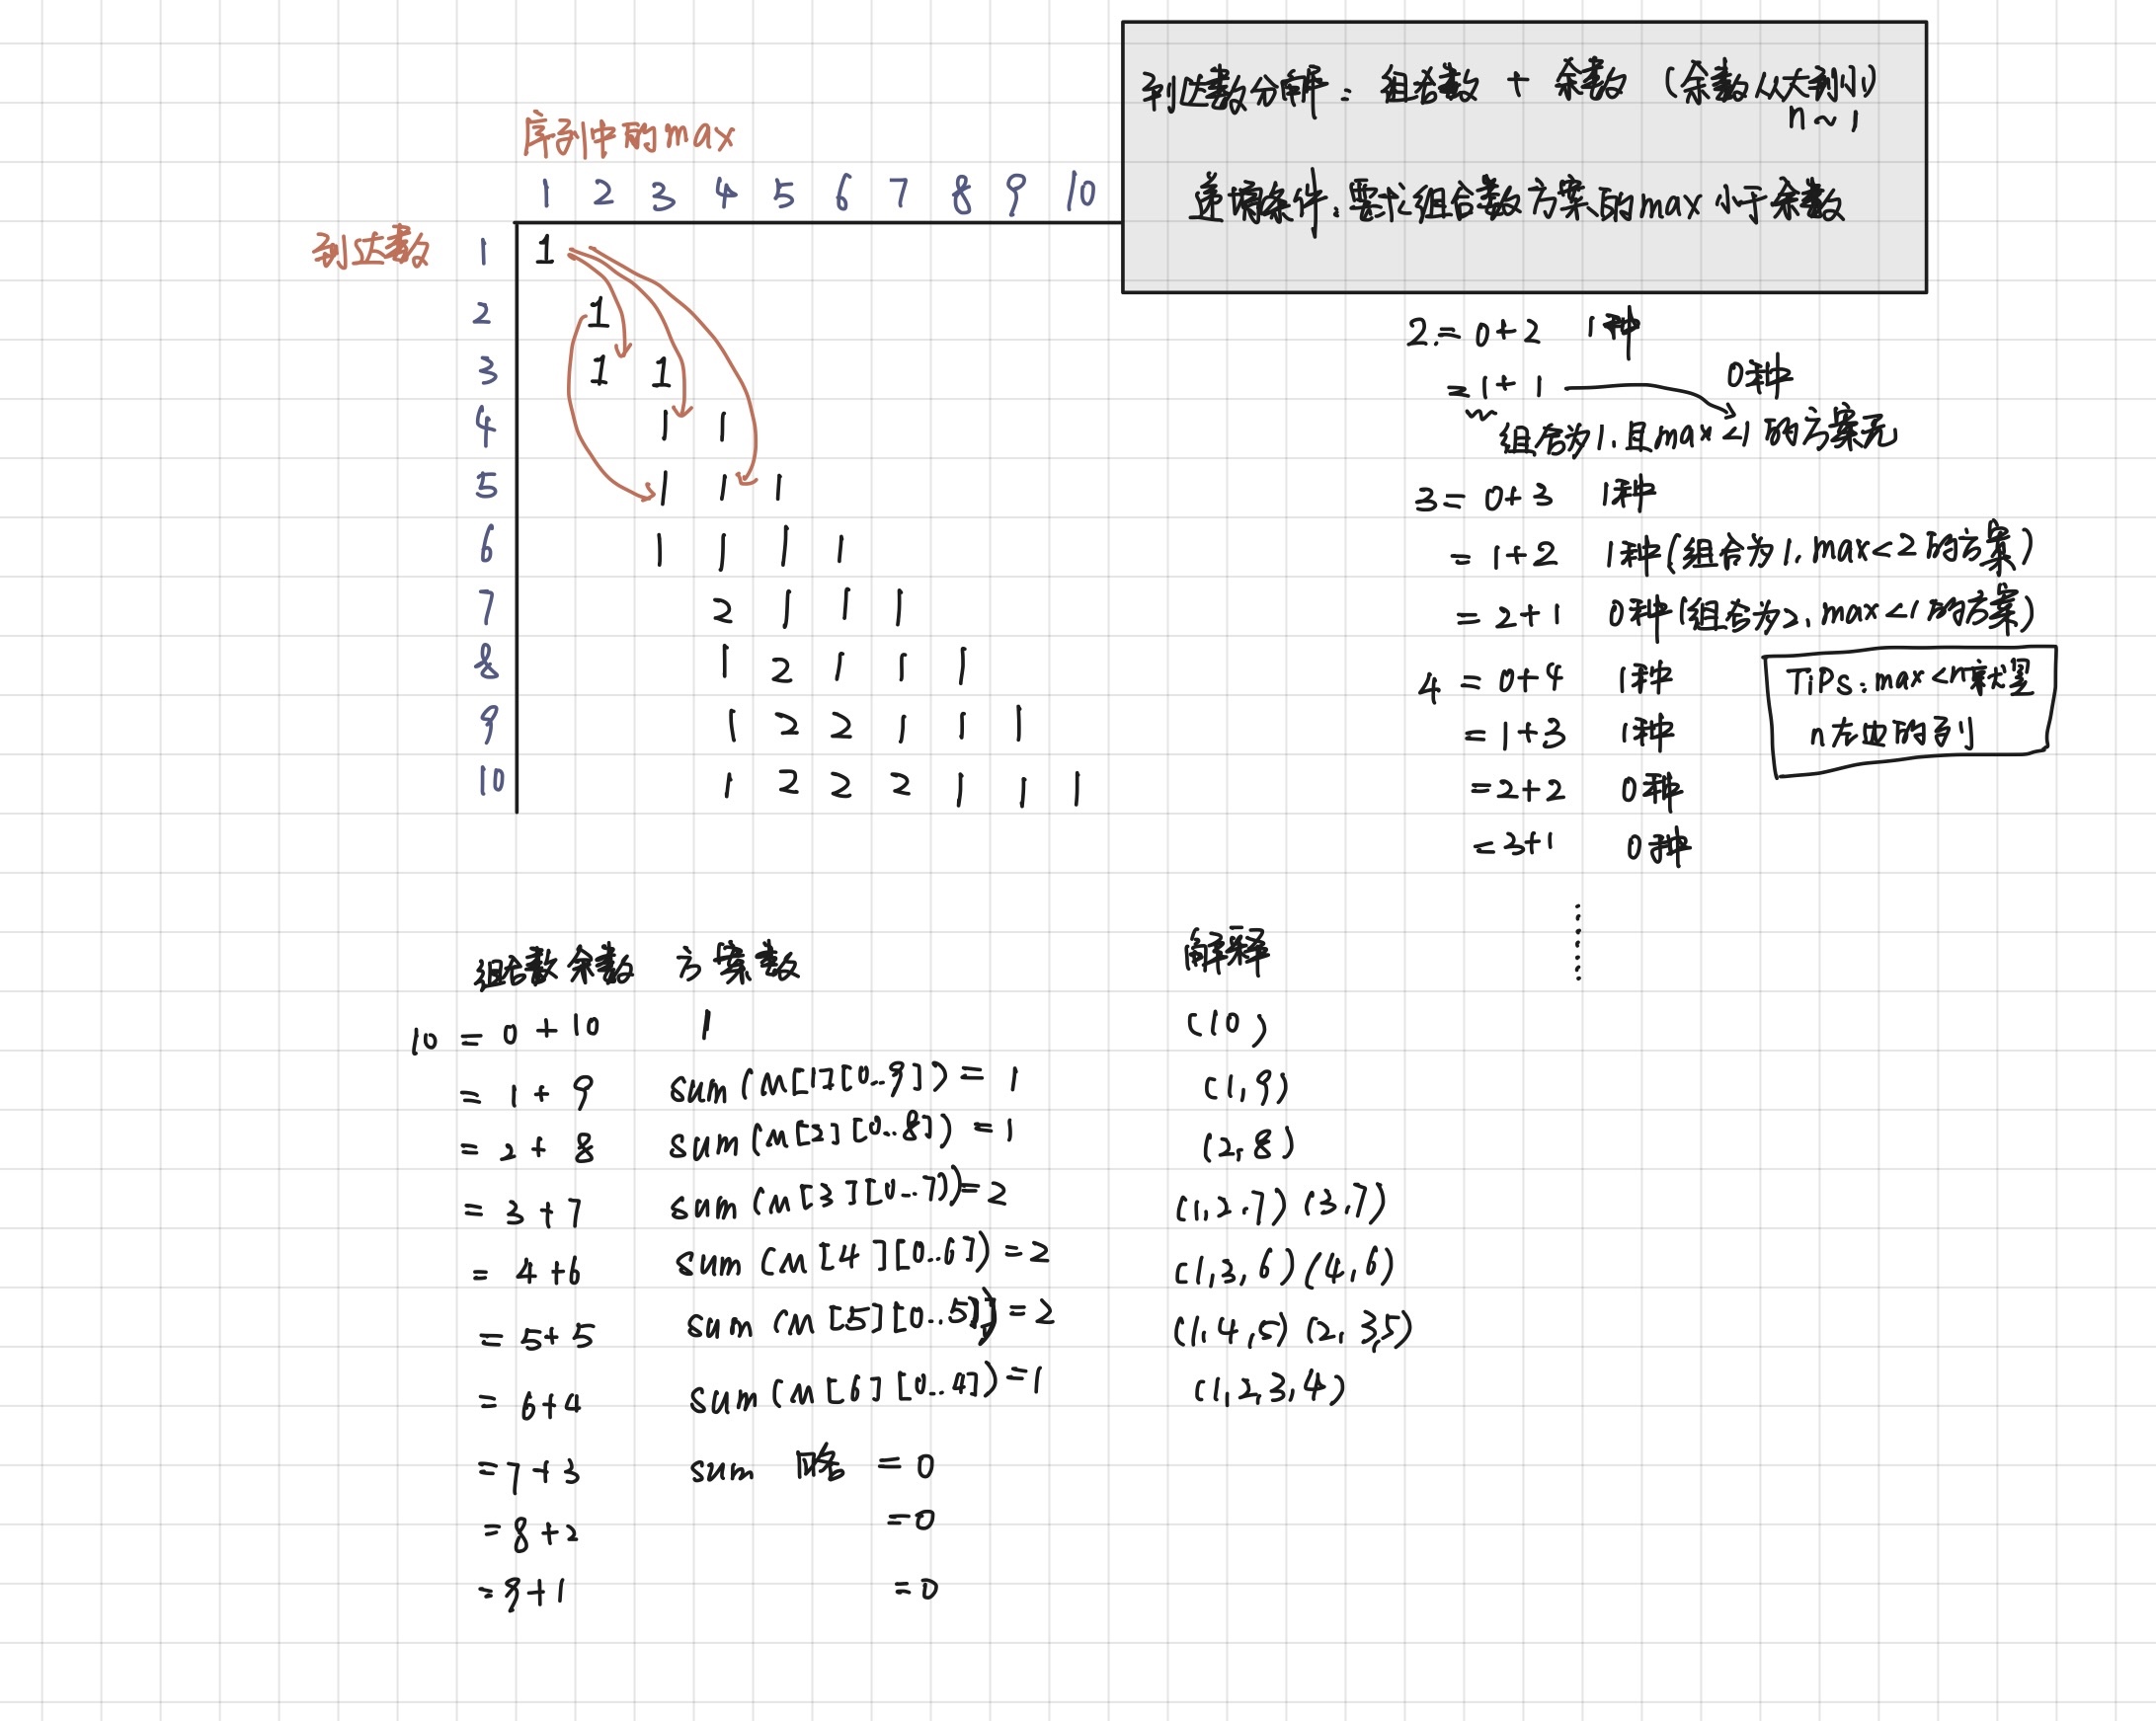 到达数分解：组合数 + 余数（余数从大到小）
n~1
递增条件：要求组合数方案的max小于余数
序列中的max
1 2 3 4 5 6 7 8 9 10
到达数 1 1
2 1
3 1 1
4 1 1
5 1 1 1
6 1 1 1 1
7 2 1 1 1
8 1 2 1 1 1
9 1 2 2 1 1 1
10 1 2 2 2 1 1 1
2 = 0+2 1种
= 1+1 0种
组合为1，且max<1的方案无
3 = 0+3 1种
= 1+2 1种（组合为1，max<2的方案）
= 2+1 0种（组合为2，max<1的方案）
4 = 0+4 1种
= 1+3 1种
= 2+2 0种
= 3+1 0种
TiPs：max<n就是
n左边的列
组合数 余数 方案数 解释
10 = 0 + 10 1 (10)
= 1 + 9 sum(M[1][0..9]) = 1 (1,9)
= 2 + 8 sum(M[2][0..8]) = 1 (2,8)
= 3 + 7 sum(M[3][0..7]) = 2 (1,2,7) (3,7)
= 4 + 6 sum(M[4][0..6]) = 2 (1,3,6) (4,6)
= 5 + 5 sum(M[5][0..5]) = 2 (1,4,5) (2,3,5)
= 6 + 4 sum(M[6][0..4]) = 1 (1,2,3,4)
= 7 + 3 sum 略 = 0
= 8 + 2 = 0
= 9 + 1 = 0